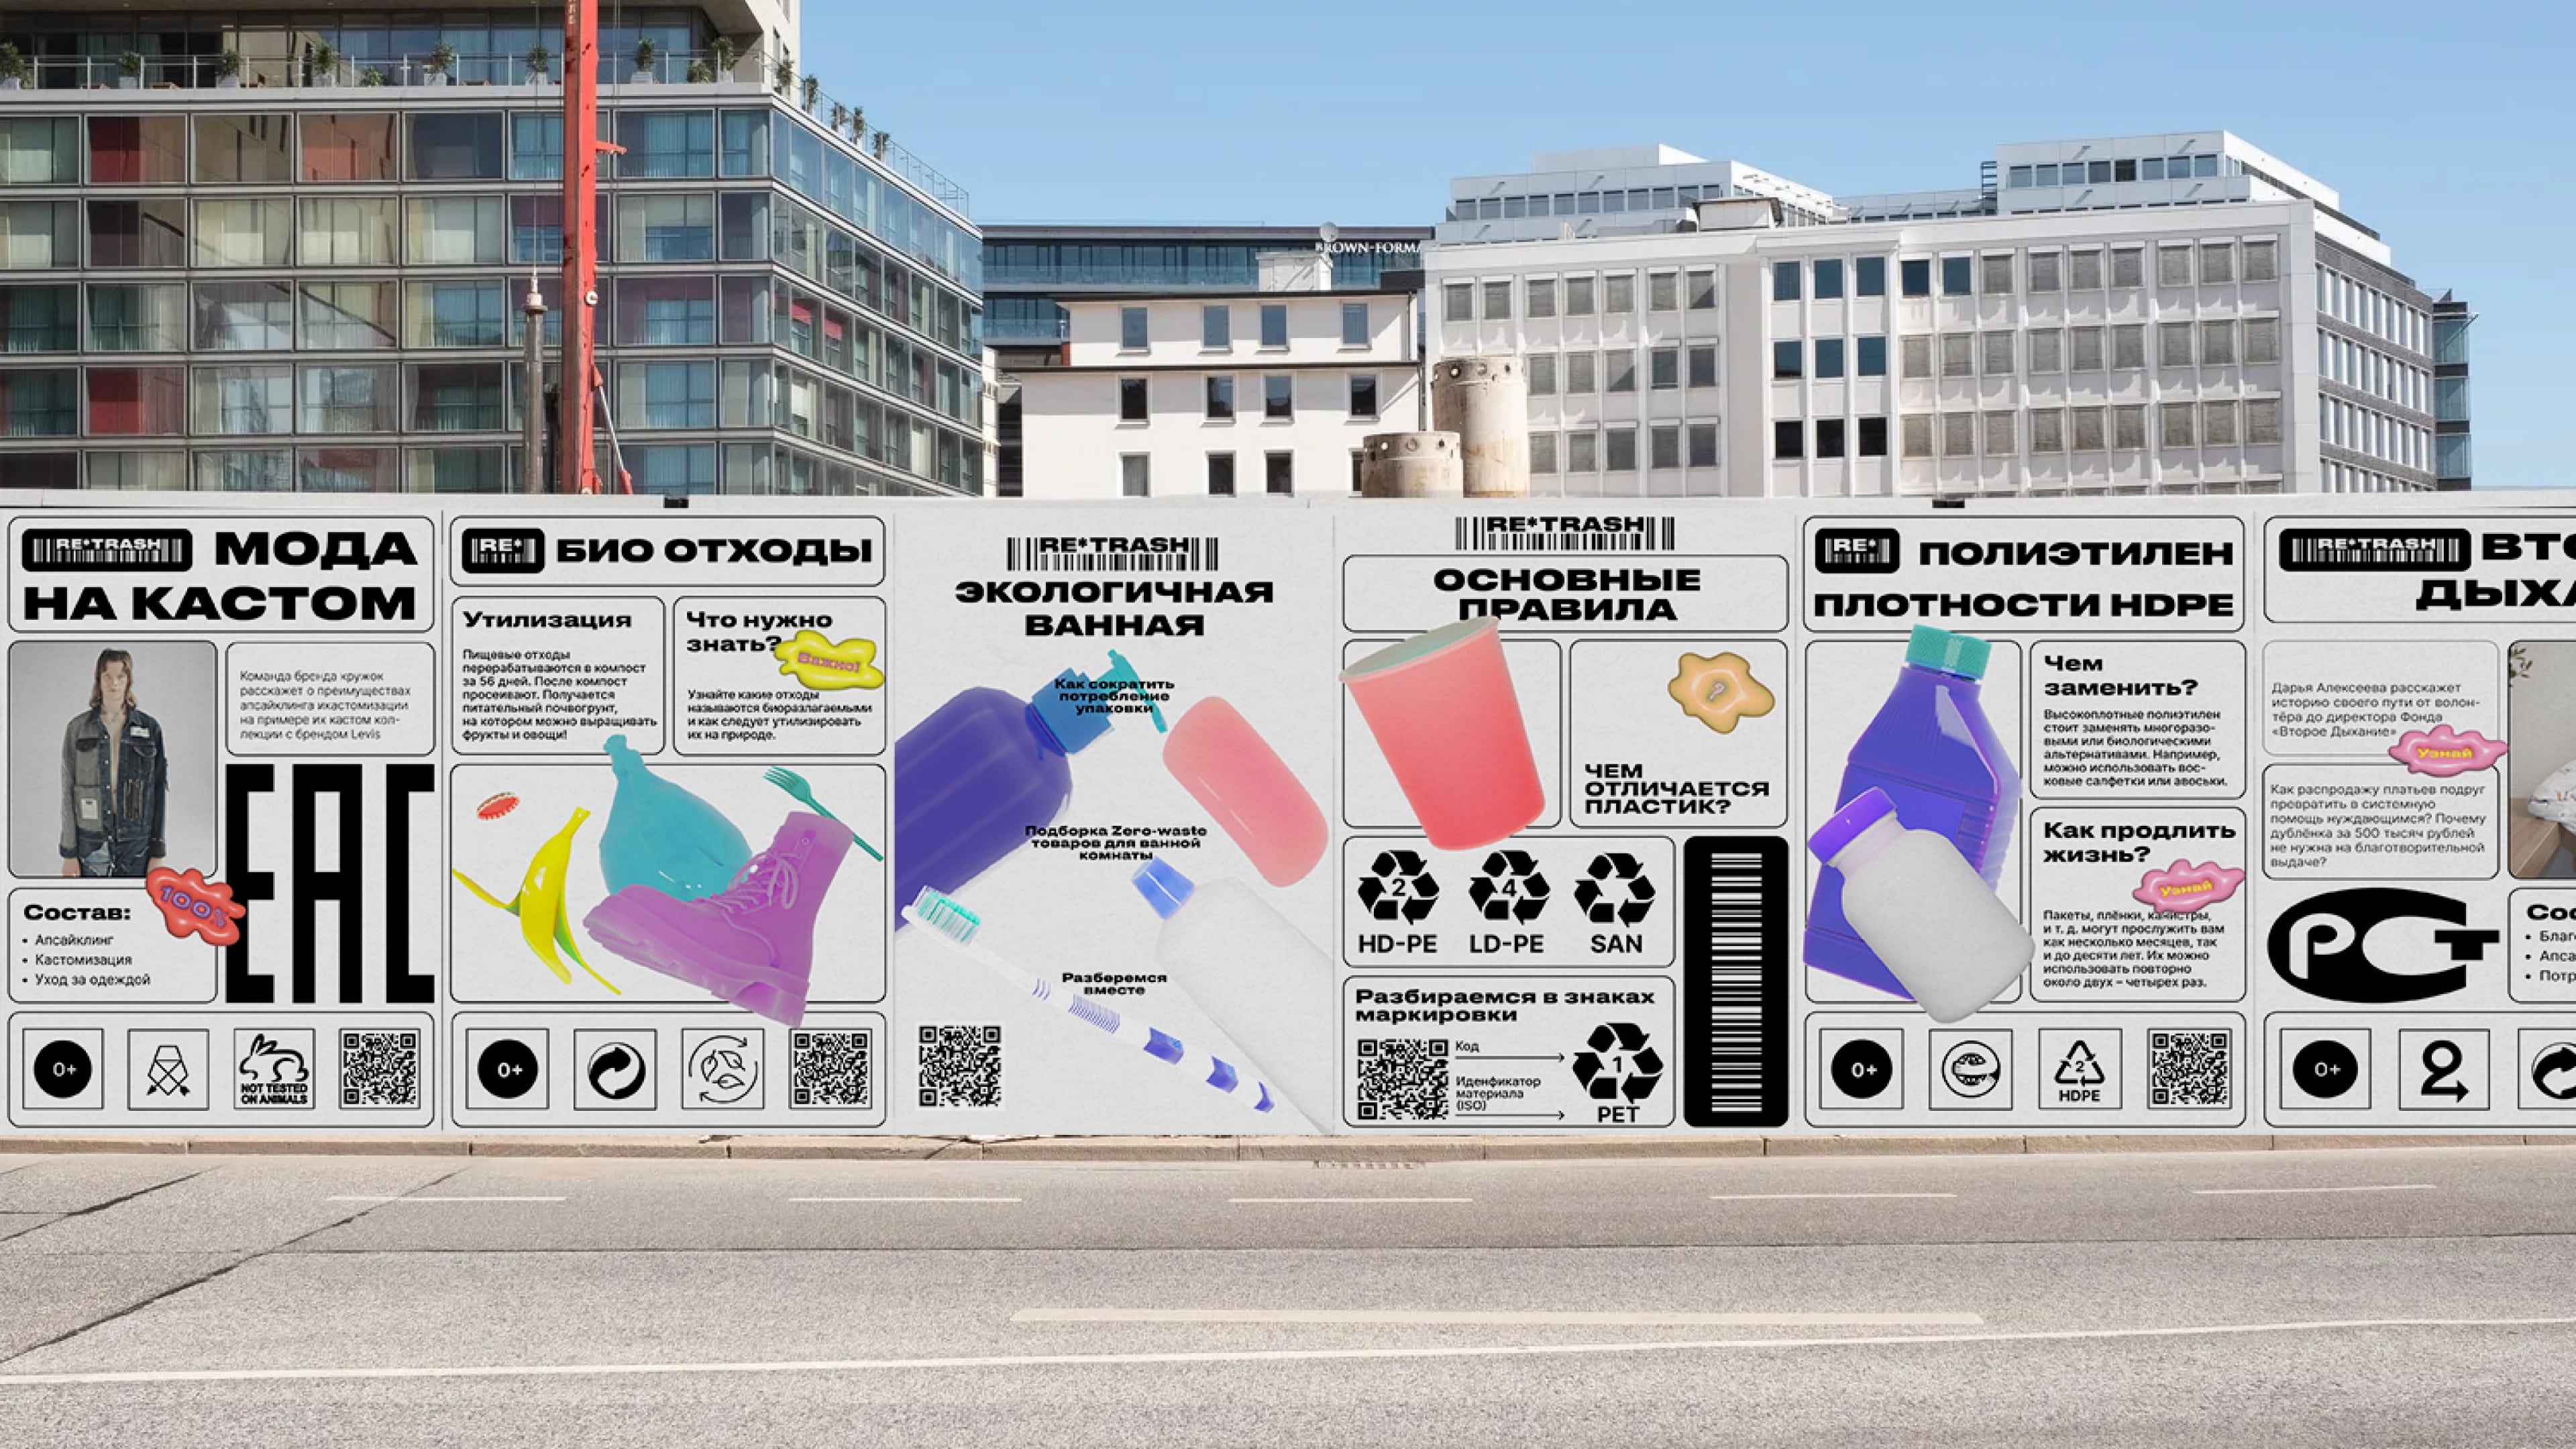 BROWN-FORMA
RE*TRASH
МОДА
НА КАСТОМ
Команда бренда кружок
расскажет о преимуществах
апсайклинга икастомизации
на примере их кастом кол-
лекции с брендом Levis
EAC
100%
Состав:
• Апсайклинг
• Кастомизация
• Уход за одеждой
0+
NOT TESTED
ON ANIMALS
RE*
БИО ОТХОДЫ
Утилизация
Пищевые отходы
перерабатываются в компост
за 56 дней. После компост
просеивают. Получается
питательный почвогрунт,
на котором можно выращивать
фрукты и овощи!
Что нужно
знать?
Важно!
Узнайте какие отходы
называются биоразлагаемыми
и как следует утилизировать
их на природе.
0+
RE*TRASH
ЭКОЛОГИЧНАЯ
ВАННАЯ
Как сократить
потребление
упаковки
Подборка Zero-waste
товаров для ванной
комнаты
Разберемся
вместе
RE*TRASH
ОСНОВНЫЕ
ПРАВИЛА
?
ЧЕМ
ОТЛИЧАЕТСЯ
ПЛАСТИК?
2
HD-PE
4
LD-PE
SAN
Разбираемся в знаках
маркировки
Код
Иденфикатор
материала
(ISO)
1
PET
RE*
ПОЛИЭТИЛЕН
ПЛОТНОСТИ HDPE
Чем
заменить?
Высокоплотные полиэтилен
стоит заменять многоразо-
выми или биологическими
альтернативами. Например,
можно использовать вос-
ковые салфетки или авоськи.
Как продлить
жизнь?
Узнай
Пакеты, плёнки, канистры,
и т. д. могут прослужить вам
как несколько месяцев, так
и до десяти лет. Их можно
использовать повторно
около двух – четырех раз.
0+
2
HDPE
RE*TRASH
ВТО
ДЫХА
Дарья Алексеева расскажет
историю своего пути от волон-
тёра до директора Фонда
«Второе Дыхание»
Узнай
Как распродажу платьев подруг
превратить в системную
помощь нуждающимся? Почему
дублёнка за 500 тысяч рублей
не нужна на благотворительной
выдаче?
РСТ
Сос
• Благо
• Апса
• Потр
0+